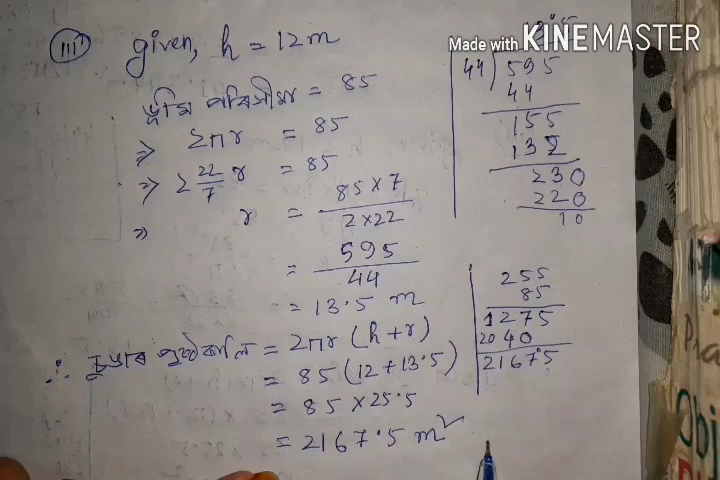 (iii) given, h = 12m
ভূমি পৰিসীমা = 85
⇒ 2πr = 85
⇒ 2 22/7 r = 85
⇒ r = 85×7 / 2×22
= 595 / 44
= 13.5 m
∴ চুঙাৰ পৃষ্ঠকালি = 2πr (h+r)
= 85 (12 + 13.5)
= 85 × 25.5
= 2167.5 m²
Made with KINEMASTER
44) 595
44
155
132
230
220
10
255
85
1275
2040
2167.5